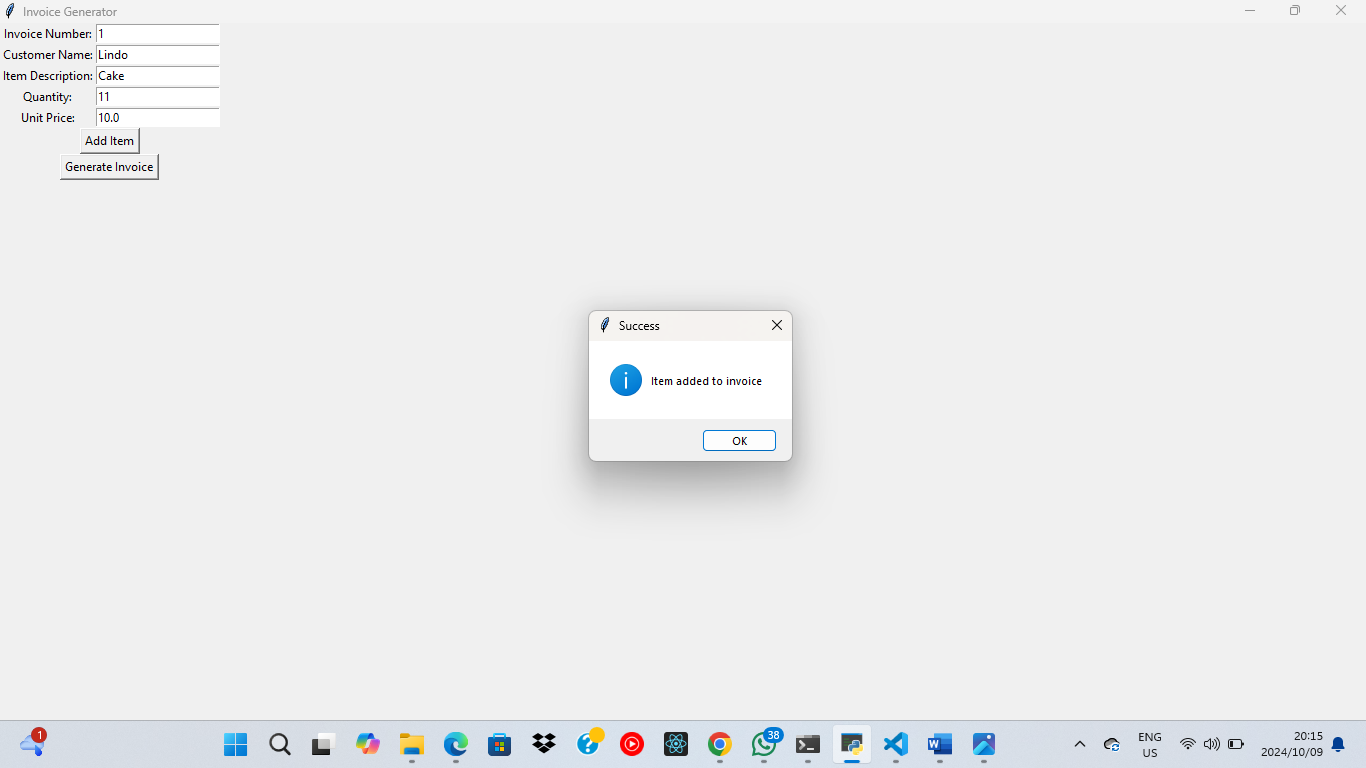 Invoice Generator
Invoice Number: 1
Customer Name: Lindo
Item Description: Cake
Quantity: 11
Unit Price: 10.0
Add Item
Generate Invoice
Success
i Item added to invoice
OK
1
38
ENG
US
20:15
2024/10/09